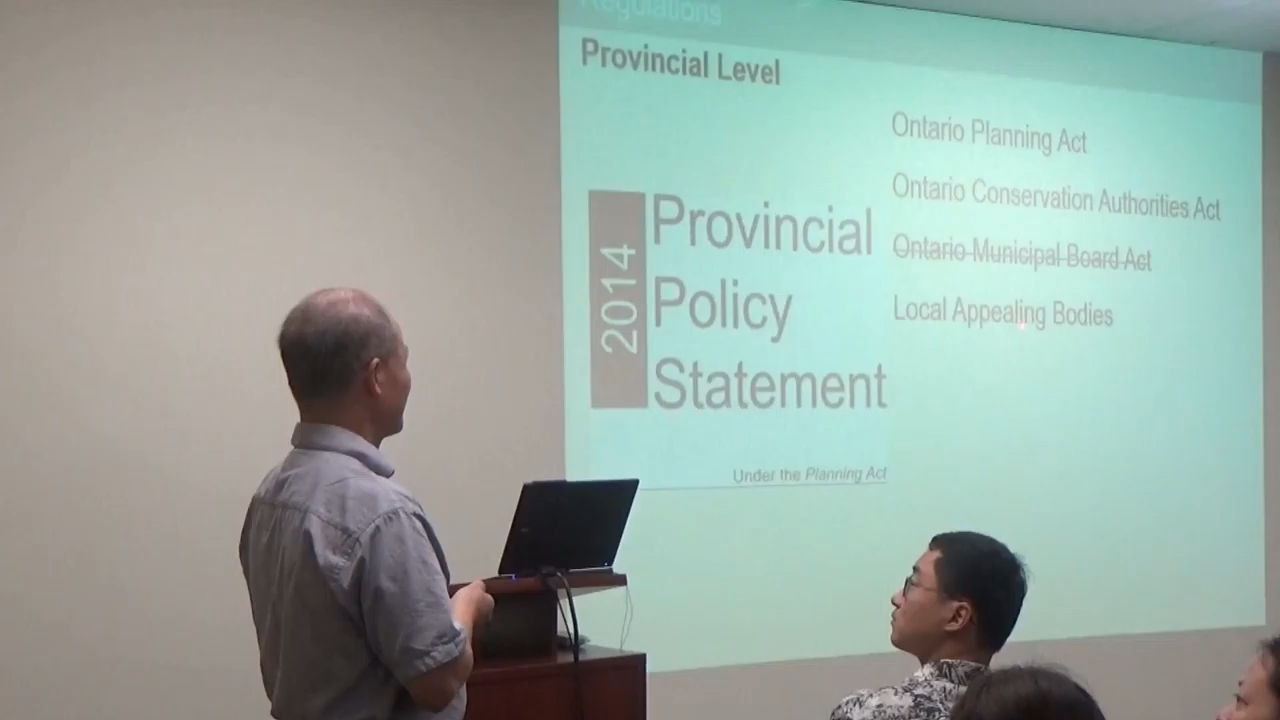 Regulations
Provincial Level
2014
Provincial
Policy
Statement
Under the Planning Act
Ontario Planning Act
Ontario Conservation Authorities Act
Ontario Municipal Board Act
Local Appealing Bodies